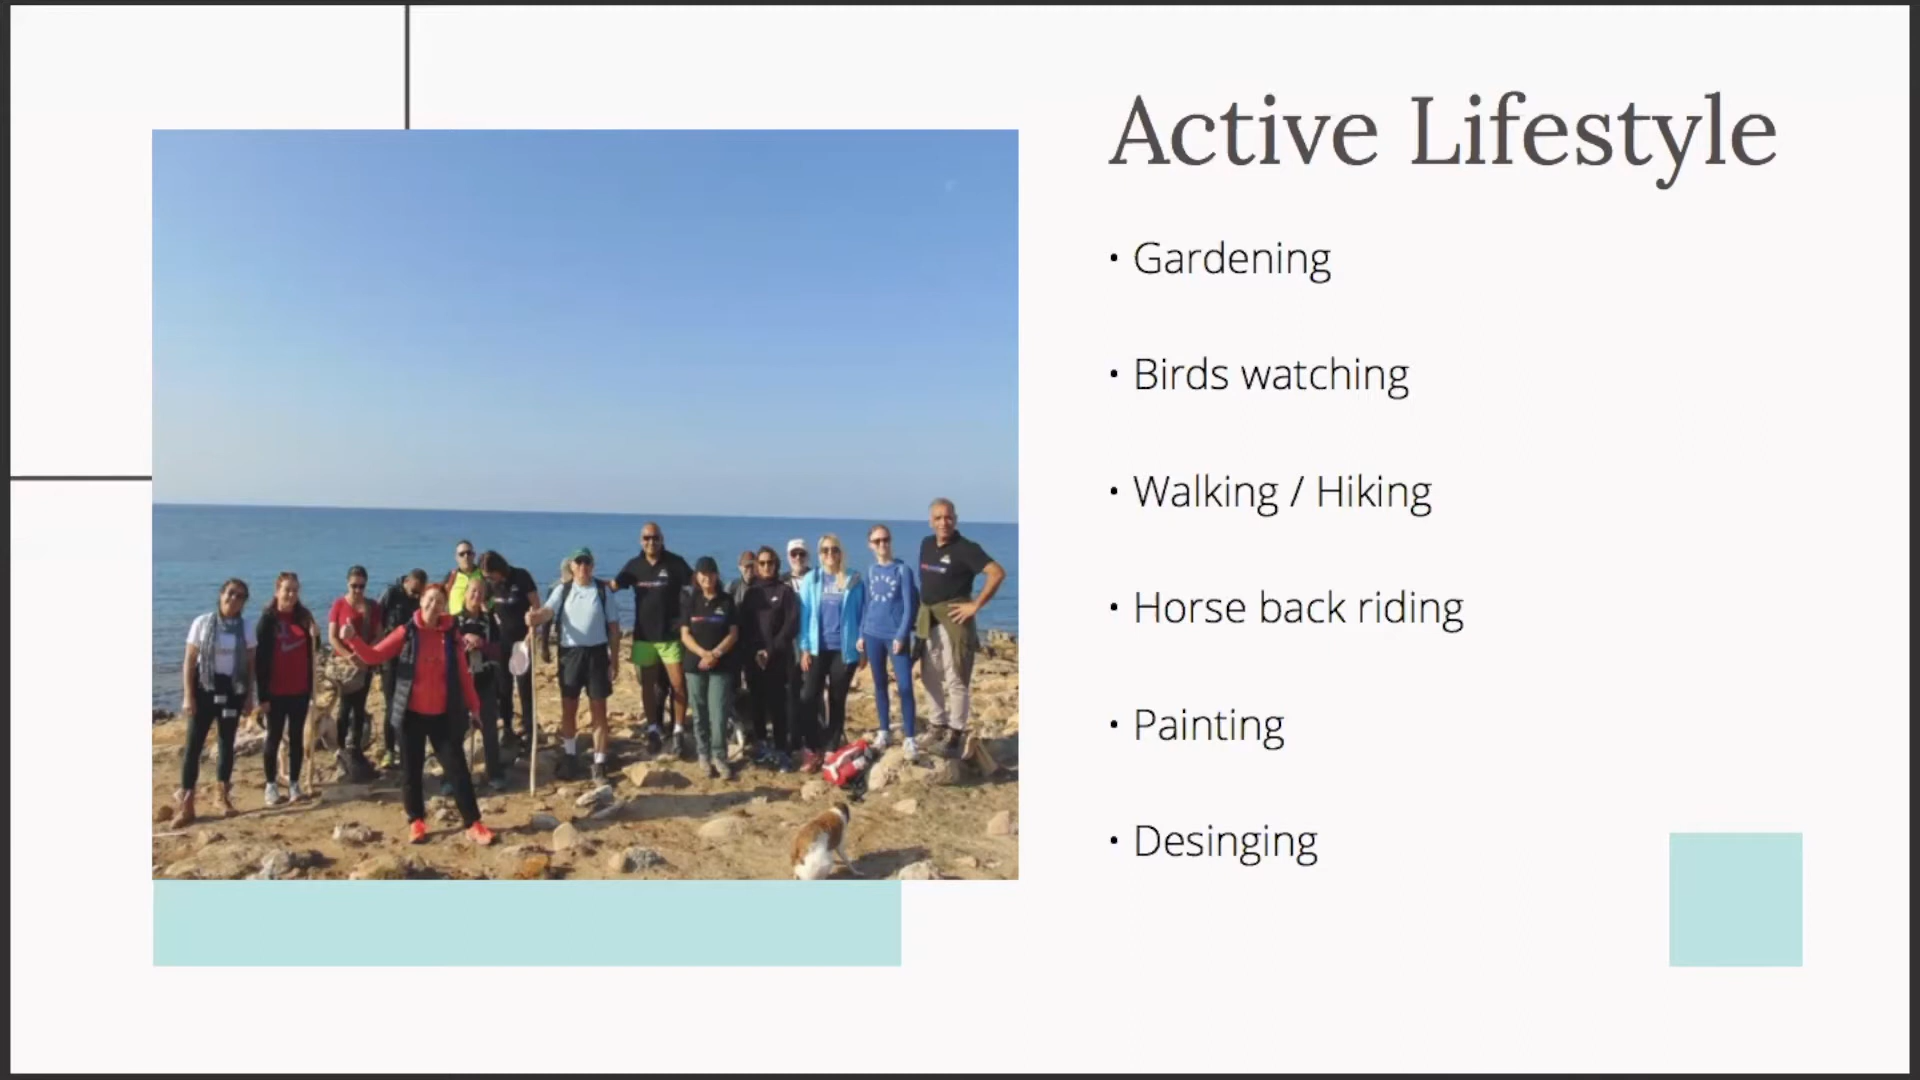 Active Lifestyle
• Gardening
• Birds watching
• Walking / Hiking
• Horse back riding
• Painting
• Desinging